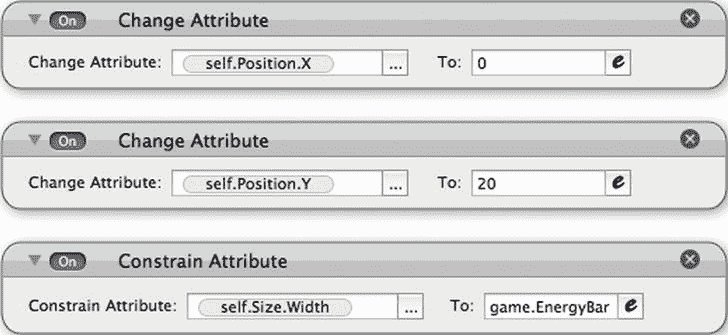 On Change Attribute
Change Attribute: self.Position.X ... To: 0 e
On Change Attribute
Change Attribute: self.Position.Y ... To: 20 e
On Constrain Attribute
Constrain Attribute: self.Size.Width ... To: game.EnergyBar e